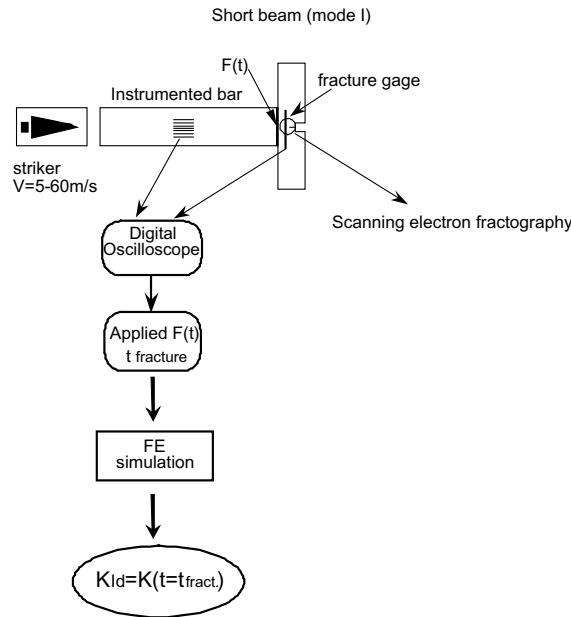 Short beam (mode I)
F(t)
fracture gage
Instrumented bar
striker
V=5-60m/s
Scanning electron fractography
Digital
Oscilloscope
Applied F(t)
t fracture
FE
simulation
KId=K(t=tfract.)